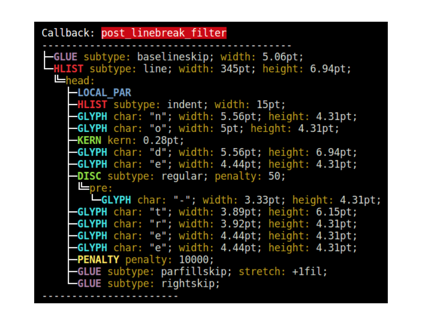 Callback: post_linebreak_filter
------------------------------------------
├─GLUE subtype: baselineskip; width: 5.06pt;
└─HLIST subtype: line; width: 345pt; height: 6.94pt;
  ╚═head:
    ├─LOCAL_PAR
    ├─HLIST subtype: indent; width: 15pt;
    ├─GLYPH char: "n"; width: 5.56pt; height: 4.31pt;
    ├─GLYPH char: "o"; width: 5pt; height: 4.31pt;
    ├─KERN kern: 0.28pt;
    ├─GLYPH char: "d"; width: 5.56pt; height: 6.94pt;
    ├─GLYPH char: "e"; width: 4.44pt; height: 4.31pt;
    ├─DISC subtype: regular; penalty: 50;
    │ ╚═pre:
    │   └─GLYPH char: "-"; width: 3.33pt; height: 4.31pt;
    ├─GLYPH char: "t"; width: 3.89pt; height: 6.15pt;
    ├─GLYPH char: "r"; width: 3.92pt; height: 4.31pt;
    ├─GLYPH char: "e"; width: 4.44pt; height: 4.31pt;
    ├─GLYPH char: "e"; width: 4.44pt; height: 4.31pt;
    ├─PENALTY penalty: 10000;
    ├─GLUE subtype: parfillskip; stretch: +1fil;
    └─GLUE subtype: rightskip;
-----------------------